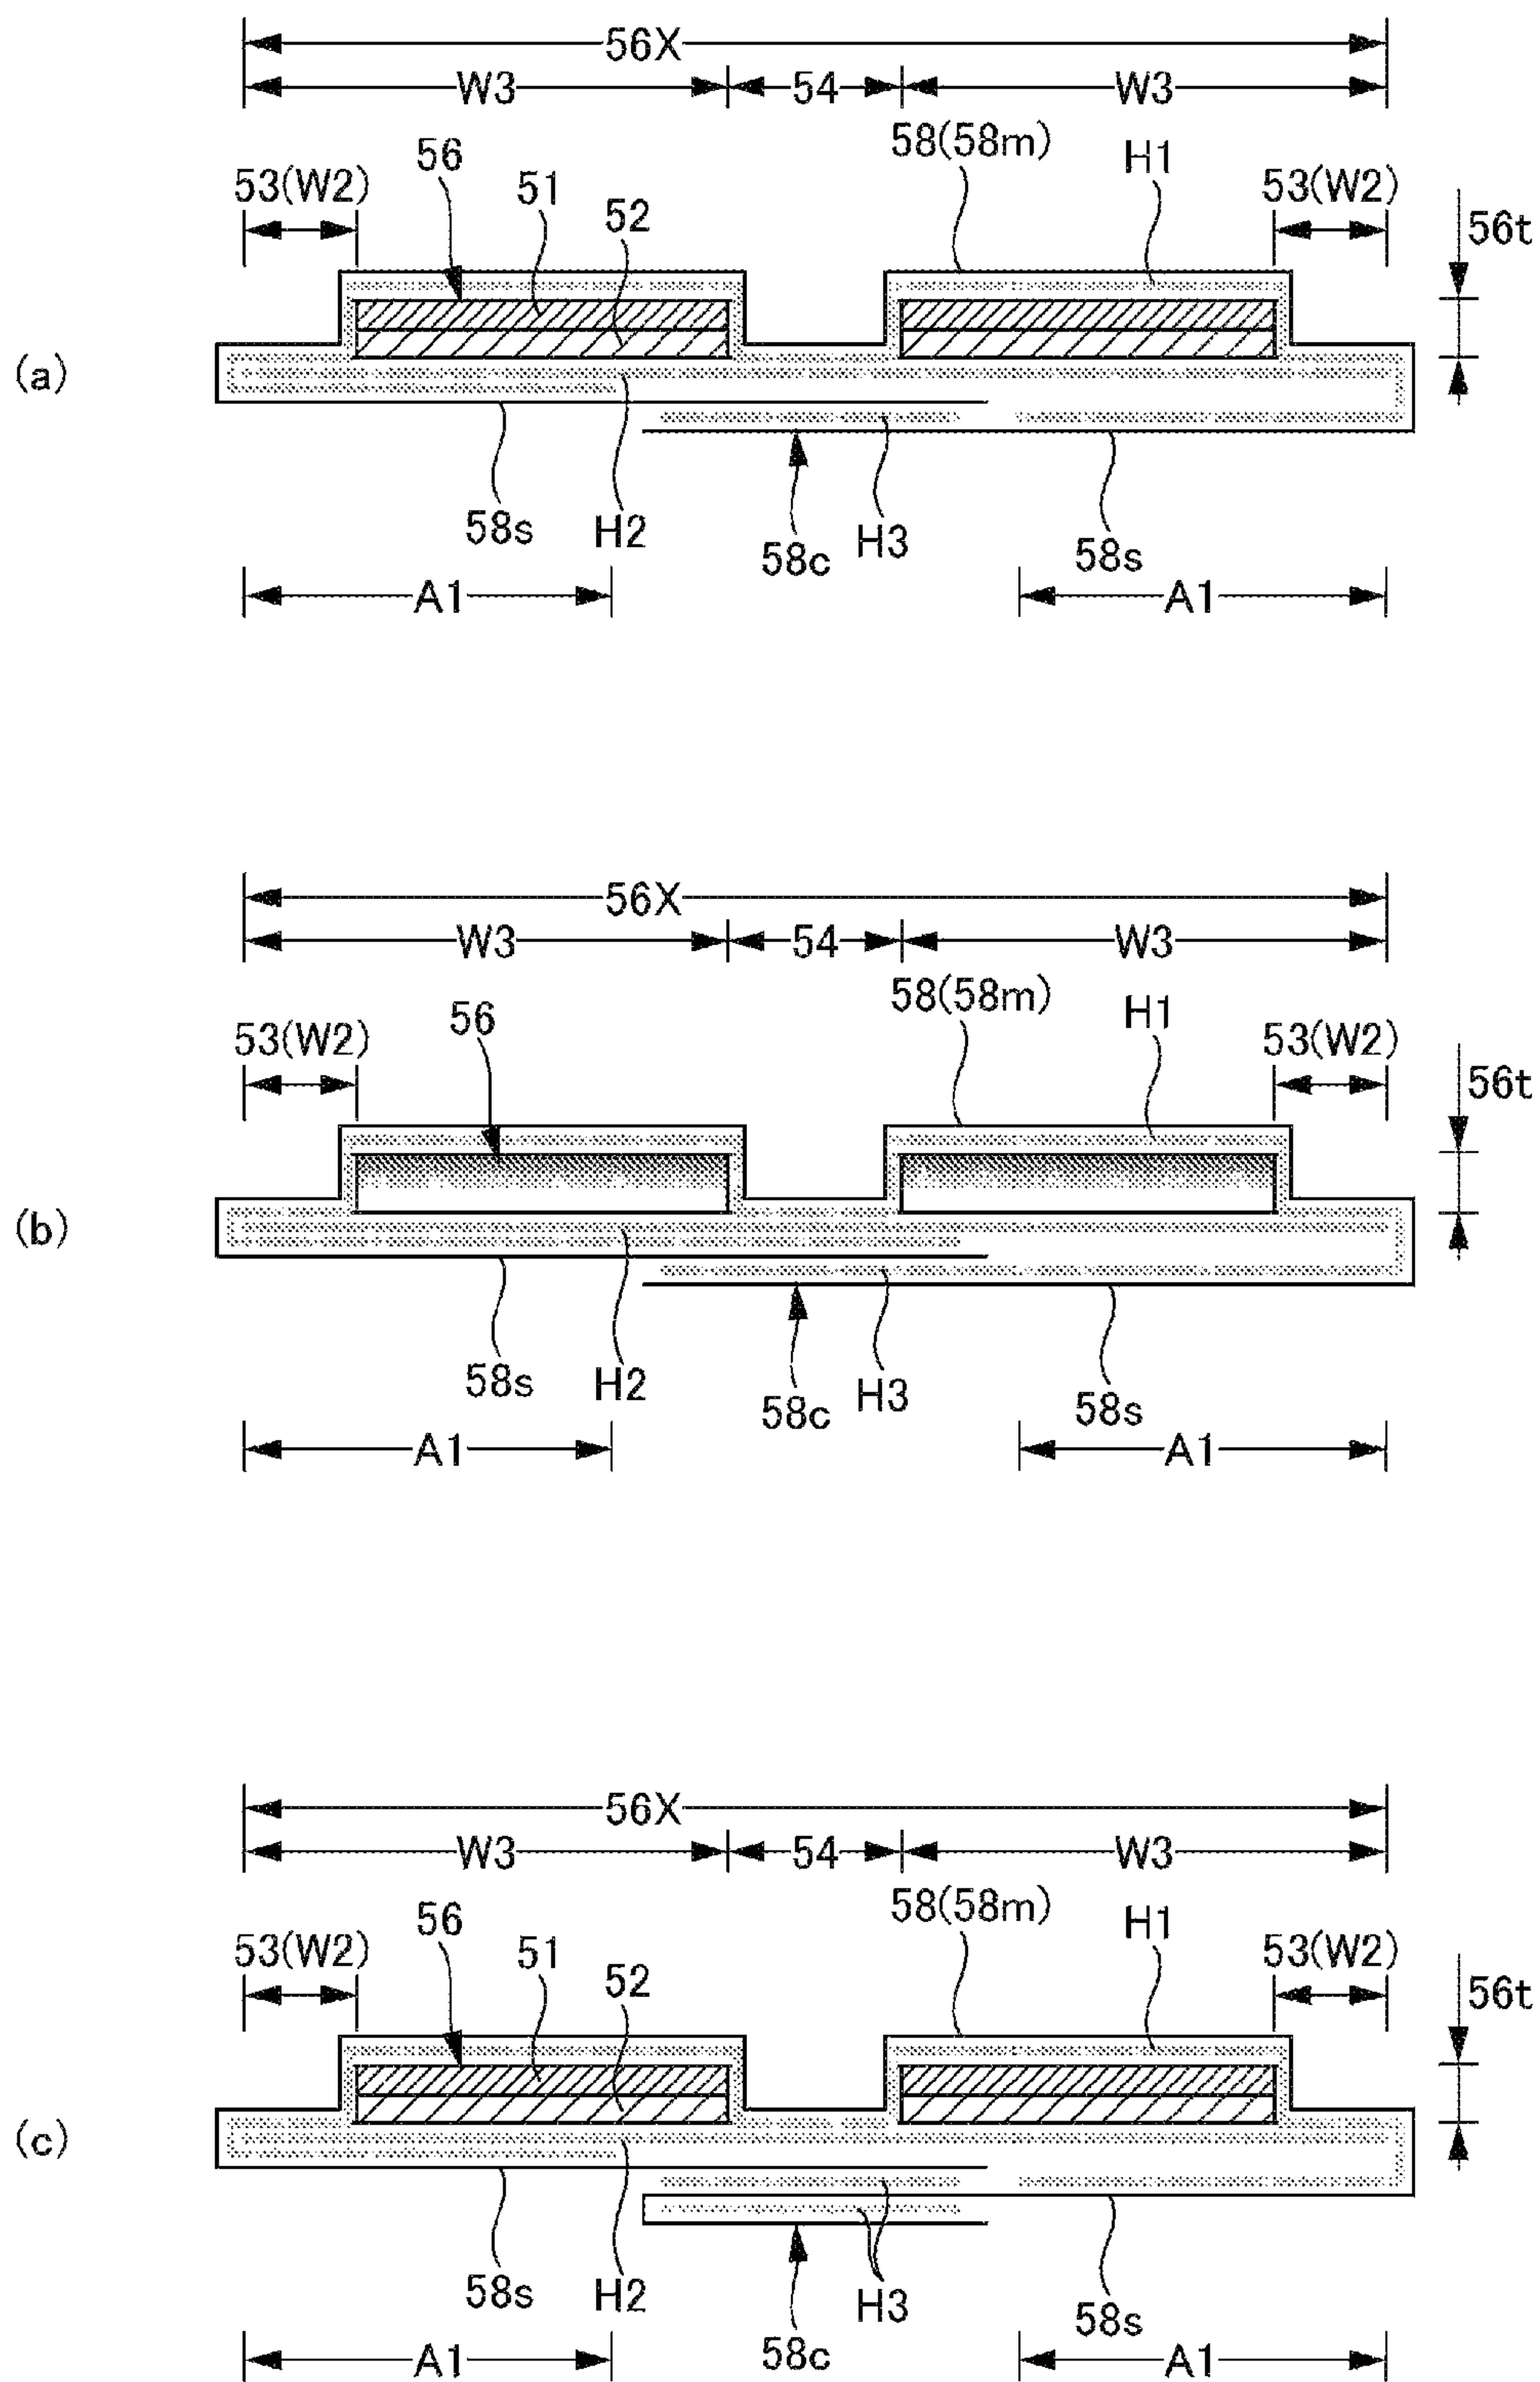 56X
W3 54 W3
58(58m) H1
56
53(W2) 51 52 53(W2)
56t
(a)
58s H2 58c H3 58s
A1 A1
56X
W3 54 W3
58(58m) H1
56
53(W2) 53(W2)
56t
(b)
58s H2 58c H3 58s
A1 A1
56X
W3 54 W3
58(58m) H1
56
53(W2) 51 52 53(W2)
56t
(c)
58s H2 58c H3 58s
A1 A1